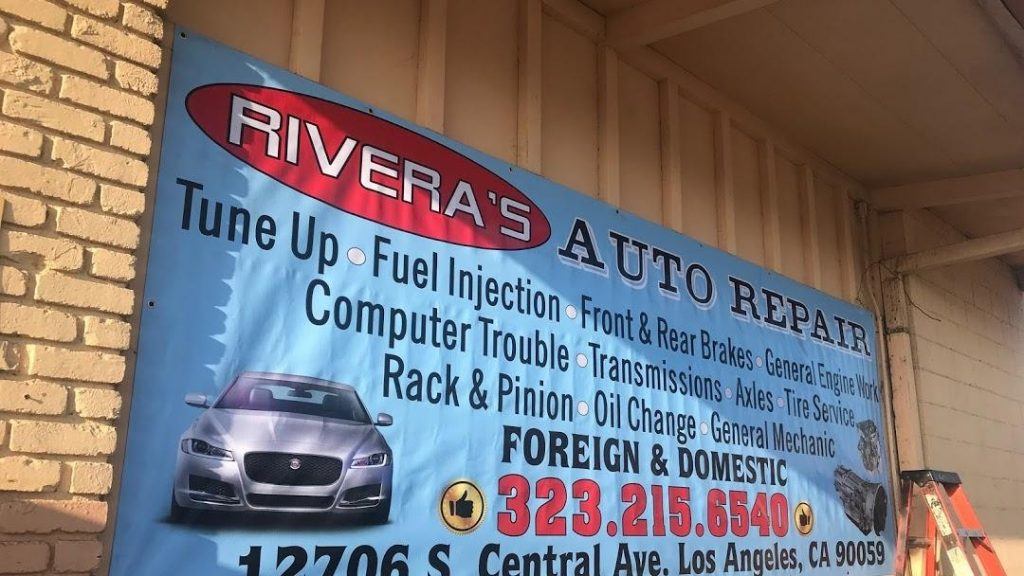 RIVERA'S AUTO REPAIR
Tune Up • Fuel Injection • Front & Rear Brakes • General Engine Work
Computer Trouble • Transmissions • Axles • Tire Service
Rack & Pinion • Oil Change • General Mechanic
FOREIGN & DOMESTIC
323.215.6540
12706 S. Central Ave. Los Angeles, CA 90059